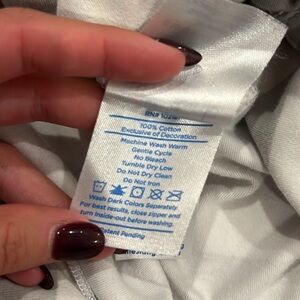 100% Cotton
Exclusive of Decoration
Machine Wash Warm
Gentle Cycle
No Bleach
Tumble Dry Low
Do Not Dry Clean
Do Not Iron
Wash Dark Colors Separately
For best results, close zipper and
turn inside-out before washing.
Patent Pending